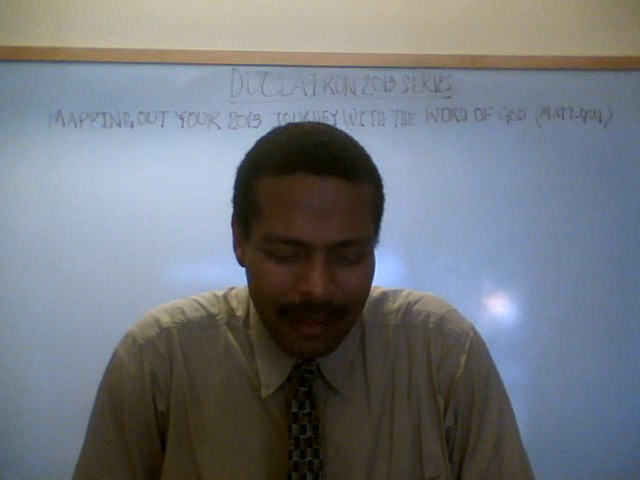 DUCLATRON 2013 SERIES
MAPPING OUT YOUR 2013 JOURNEY WITH THE WORD OF GOD